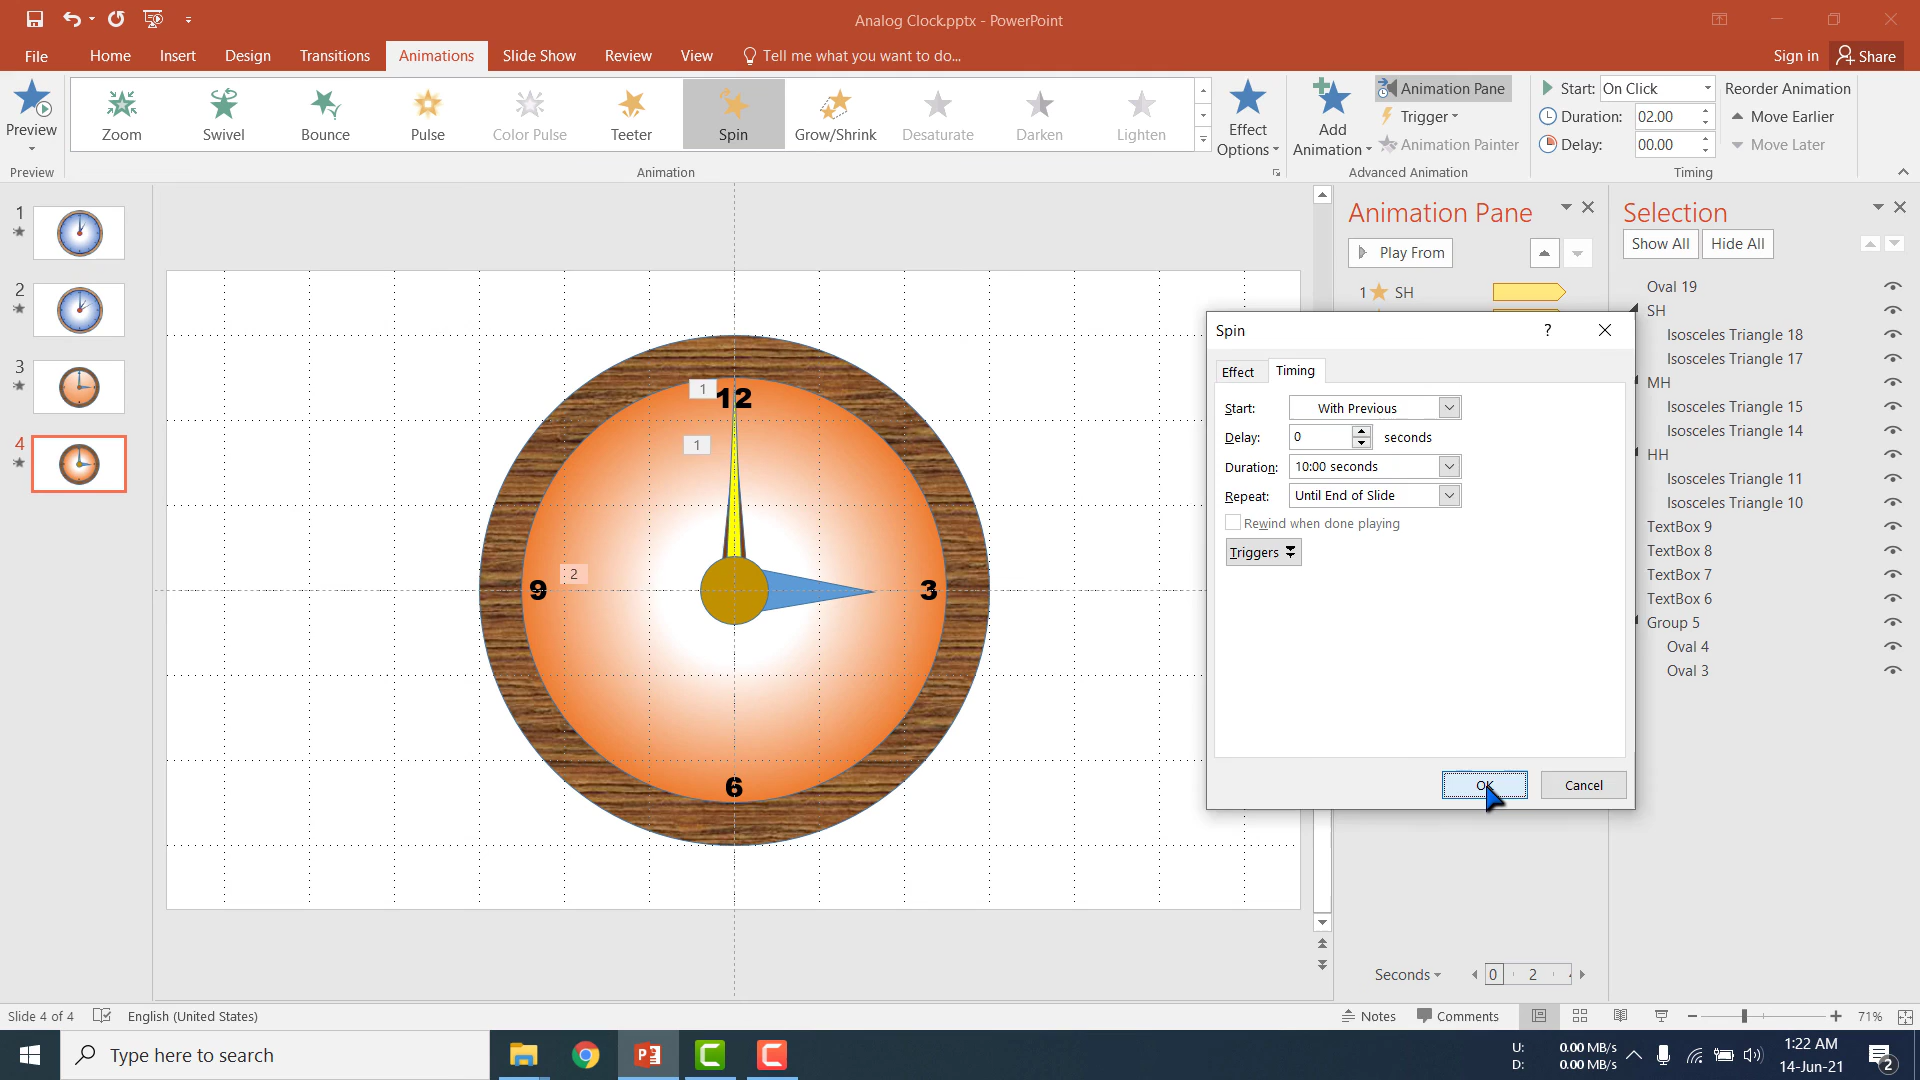 Analog Clock.pptx - PowerPoint
File Home Insert Design Transitions Animations Slide Show Review View Tell me what you want to do... Sign in Share
Preview
Zoom Swivel Bounce Pulse Color Pulse Teeter Spin Grow/Shrink Desaturate Darken Lighten
Effect Options
Add Animation
Animation Pane
Trigger
Animation Painter
Start: On Click
Duration: 02.00
Delay: 00.00
Reorder Animation
Move Earlier
Move Later
Preview Animation Advanced Animation Timing
1
2
3
4
12
3
6
9
1
1
2
Animation Pane
Play From
1 SH
Seconds 0 2
Spin ?
Effect Timing
Start: With Previous
Delay: 0 seconds
Duration: 10:00 seconds
Repeat: Until End of Slide
Rewind when done playing
Triggers
OK Cancel
Selection
Show All Hide All
Oval 19
SH
Isosceles Triangle 18
Isosceles Triangle 17
MH
Isosceles Triangle 15
Isosceles Triangle 14
HH
Isosceles Triangle 11
Isosceles Triangle 10
TextBox 9
TextBox 8
TextBox 7
TextBox 6
Group 5
Oval 4
Oval 3
Slide 4 of 4 English (United States) Notes Comments 71%
Type here to search
U: 0.00 MB/s
D: 0.00 MB/s
1:22 AM
14-Jun-21
2